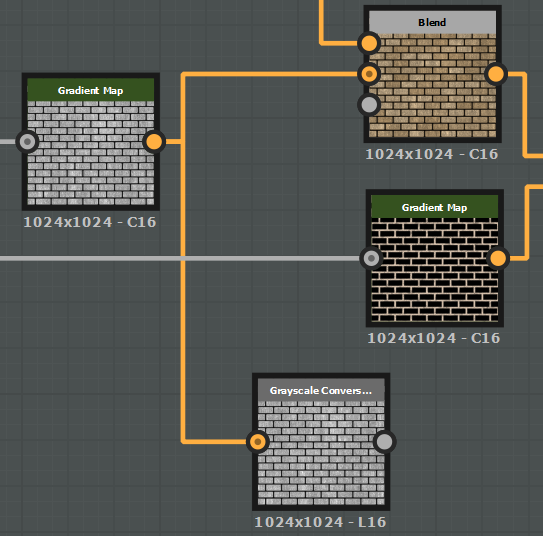 Blend
1024x1024 - C16
Gradient Map
1024x1024 - C16
Gradient Map
1024x1024 - C16
Grayscale Convers...
1024x1024 - L16